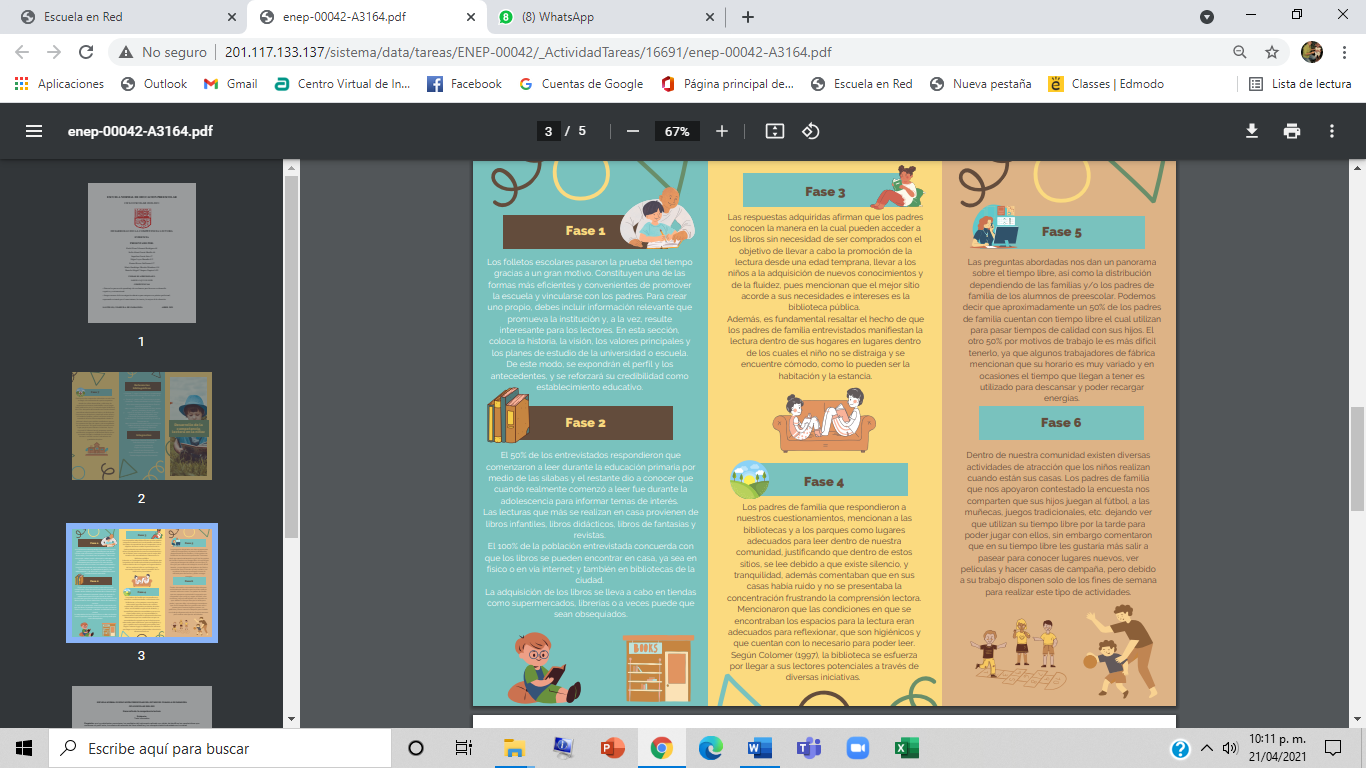 Escuela en Red
enep-00042-A3164.pdf
(8) WhatsApp
No seguro
201.117.133.137/sistema/data/tareas/ENEP-00042/_ActividadTareas/16691/enep-00042-A3164.pdf
Aplicaciones
Outlook
Gmail
Centro Virtual de In...
Facebook
Cuentas de Google
Página principal de...
Escuela en Red
Nueva pestaña
Classes | Edmodo
Lista de lectura
enep-00042-A3164.pdf
3 / 5
67%
1
2
3
Fase 1
Los folletos escolares pasaron la prueba del tiempo
gracias a un gran motivo. Constituyen una de las
formas más eficientes y convenientes de promover
la escuela y vincularse con los padres. Para crear
uno propio, debes incluir información relevante que
promueva la institución y, a la vez, resulte
interesante para los lectores. En esta sección,
coloca la historia, la visión, los valores principales y
los planes de estudio de la universidad o escuela.
De este modo, se expondrán el perfil y los
antecedentes, y se reforzará su credibilidad como
establecimiento educativo.
Fase 2
El 50% de los entrevistados respondieron que
comenzaron a leer durante la educación primaria por
medio de las sílabas y el restante dio a conocer que
cuando realmente comenzó a leer fue durante la
adolescencia para informar temas de interés.
Las lecturas que más se realizan en casa provienen de
libros infantiles, libros didácticos, libros de fantasías y
revistas.
El 100% de la población entrevistada concuerda con
que los libros se pueden encontrar en casa, ya sea en
físico o en vía internet; y también en bibliotecas de la
ciudad.
La adquisición de los libros se lleva a cabo en tiendas
como supermercados, librerías o a veces puede que
sean obsequiados.
BOOKS
Fase 3
Las respuestas adquiridas afirman que los padres
conocen la manera en la cual pueden acceder a
los libros sin necesidad de ser comprados con el
objetivo de llevar a cabo la promoción de la
lectura desde una edad temprana, llevar a los
niños a la adquisición de nuevos conocimientos y
de la fluidez, pues mencionan que el mejor sitio
acorde a sus necesidades e intereses es la
biblioteca pública.
Además, es fundamental resaltar el hecho de que
los padres de familia entrevistados manifiestan la
lectura dentro de sus hogares en lugares dentro
de los cuales el niño no se distraiga y se
encuentre cómodo, como lo pueden ser la
habitación y la estancia.
Fase 4
Los padres de familia que respondieron a
nuestros cuestionamientos, mencionan a las
bibliotecas y a los parques como lugares
adecuados para leer dentro de nuestra
comunidad, justificando que dentro de estos
sitios, se lee debido a que existe silencio, y
tranquilidad, además comentaban que en sus
casas había ruido y no se presentaba la
concentración frustrando la comprensión lectora.
Mencionaron que las condiciones en que se
encontraban los espacios para la lectura eran
adecuados para reflexionar, que son higiénicos y
que cuentan con lo necesario para poder leer.
Según Colomer (1997), la biblioteca se esfuerza
por llegar a sus lectores potenciales a través de
diversas iniciativas.
Fase 5
Las preguntas abordadas nos dan un panorama
sobre el tiempo libre, así como la distribución
dependiendo de las familias y/o los padres de
familia de los alumnos de preescolar. Podemos
decir que aproximadamente un 50% de los padres
de familia cuentan con tiempo libre el cual utilizan
para pasar tiempos de calidad con sus hijos. El
otro 50% por motivos de trabajo le es más difícil
tenerlo, ya que algunos trabajadores de fábrica
mencionan que su horario es muy variado y en
ocasiones el tiempo que llegan a tener es
utilizado para descansar y poder recargar
energías.
Fase 6
Dentro de nuestra comunidad existen diversas
actividades de atracción que los niños realizan
cuando están sus casas. Los padres de familia
que nos apoyaron contestado la encuesta nos
comparten que sus hijos juegan al fútbol, a las
muñecas, juegos tradicionales, etc. dejando ver
que utilizan su tiempo libre por la tarde para
poder jugar con ellos, sin embargo comentaron
que en su tiempo libre les gustaría más salir a
pasear para conocer lugares nuevos, ver
películas y hacer casas de campaña, pero debido
a su trabajo disponen solo de los fines de semana
para realizar este tipo de actividades.
Escribe aquí para buscar
10:11 p. m.
21/04/2021